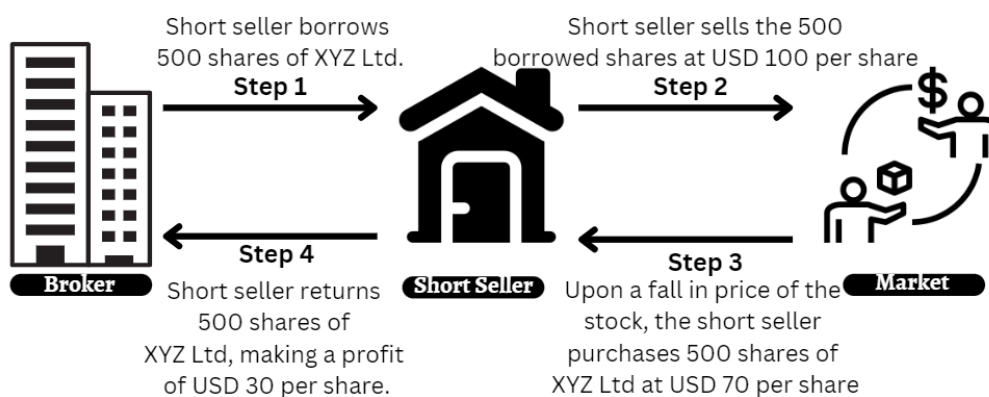 Short seller borrows
500 shares of XYZ Ltd.
Step 1
Short seller sells the 500
borrowed shares at USD 100 per share
Step 2
$
Step 4
Short seller returns
500 shares of
XYZ Ltd, making a profit
of USD 30 per share.
Step 3
Upon a fall in price of the
stock, the short seller
purchases 500 shares of
XYZ Ltd at USD 70 per share
Broker
Short Seller
Market